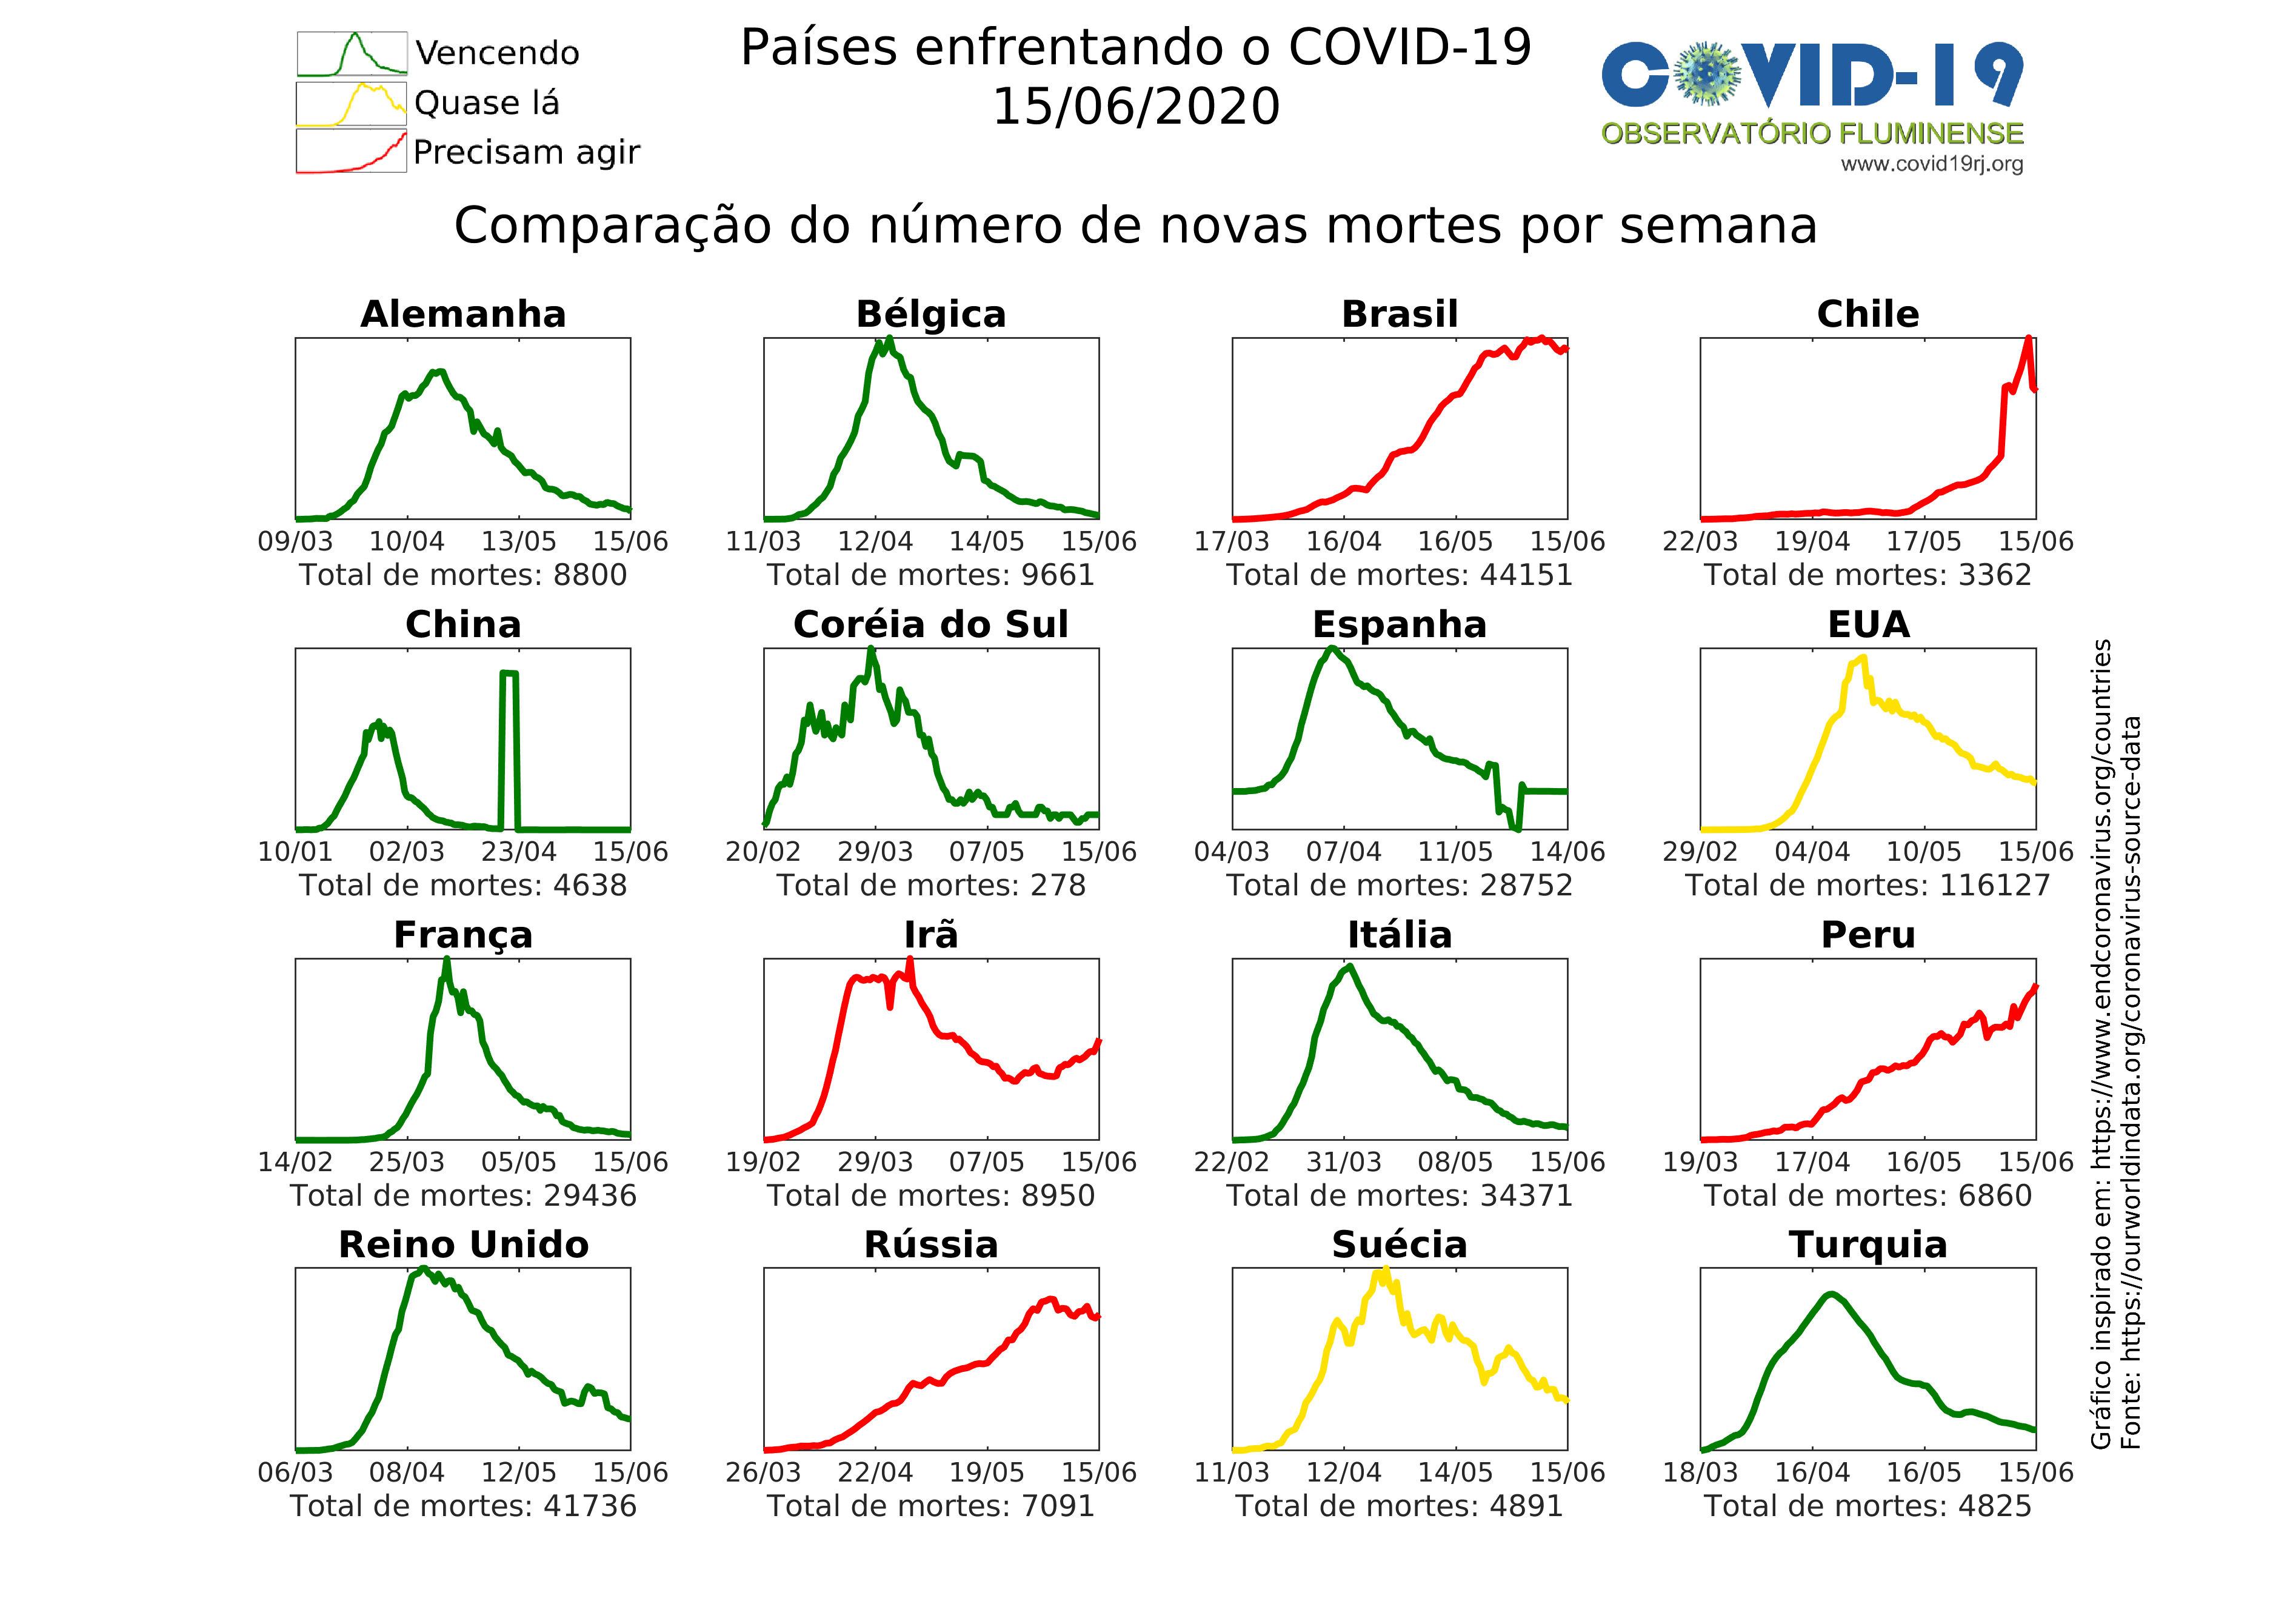 Vencendo
Quase lá
Precisam agir
Países enfrentando o COVID-19
15/06/2020
COVID-19
OBSERVATÓRIO FLUMINENSE
www.covid19rj.org
Comparação do número de novas mortes por semana
Alemanha
09/03 10/04 13/05 15/06
Total de mortes: 8800
Bélgica
11/03 12/04 14/05 15/06
Total de mortes: 9661
Brasil
17/03 16/04 16/05 15/06
Total de mortes: 44151
Chile
22/03 19/04 17/05 15/06
Total de mortes: 3362
China
10/01 02/03 23/04 15/06
Total de mortes: 4638
Coréia do Sul
20/02 29/03 07/05 15/06
Total de mortes: 278
Espanha
04/03 07/04 11/05 14/06
Total de mortes: 28752
EUA
29/02 04/04 10/05 15/06
Total de mortes: 116127
França
14/02 25/03 05/05 15/06
Total de mortes: 29436
Irã
19/02 29/03 07/05 15/06
Total de mortes: 8950
Itália
22/02 31/03 08/05 15/06
Total de mortes: 34371
Peru
19/03 17/04 16/05 15/06
Total de mortes: 6860
Reino Unido
06/03 08/04 12/05 15/06
Total de mortes: 41736
Rússia
26/03 22/04 19/05 15/06
Total de mortes: 7091
Suécia
11/03 12/04 14/05 15/06
Total de mortes: 4891
Turquia
18/03 16/04 16/05 15/06
Total de mortes: 4825
Gráfico inspirado em: https://www.endcoronavirus.org/countries
Fonte: https://ourworldindata.org/coronavirus-source-data